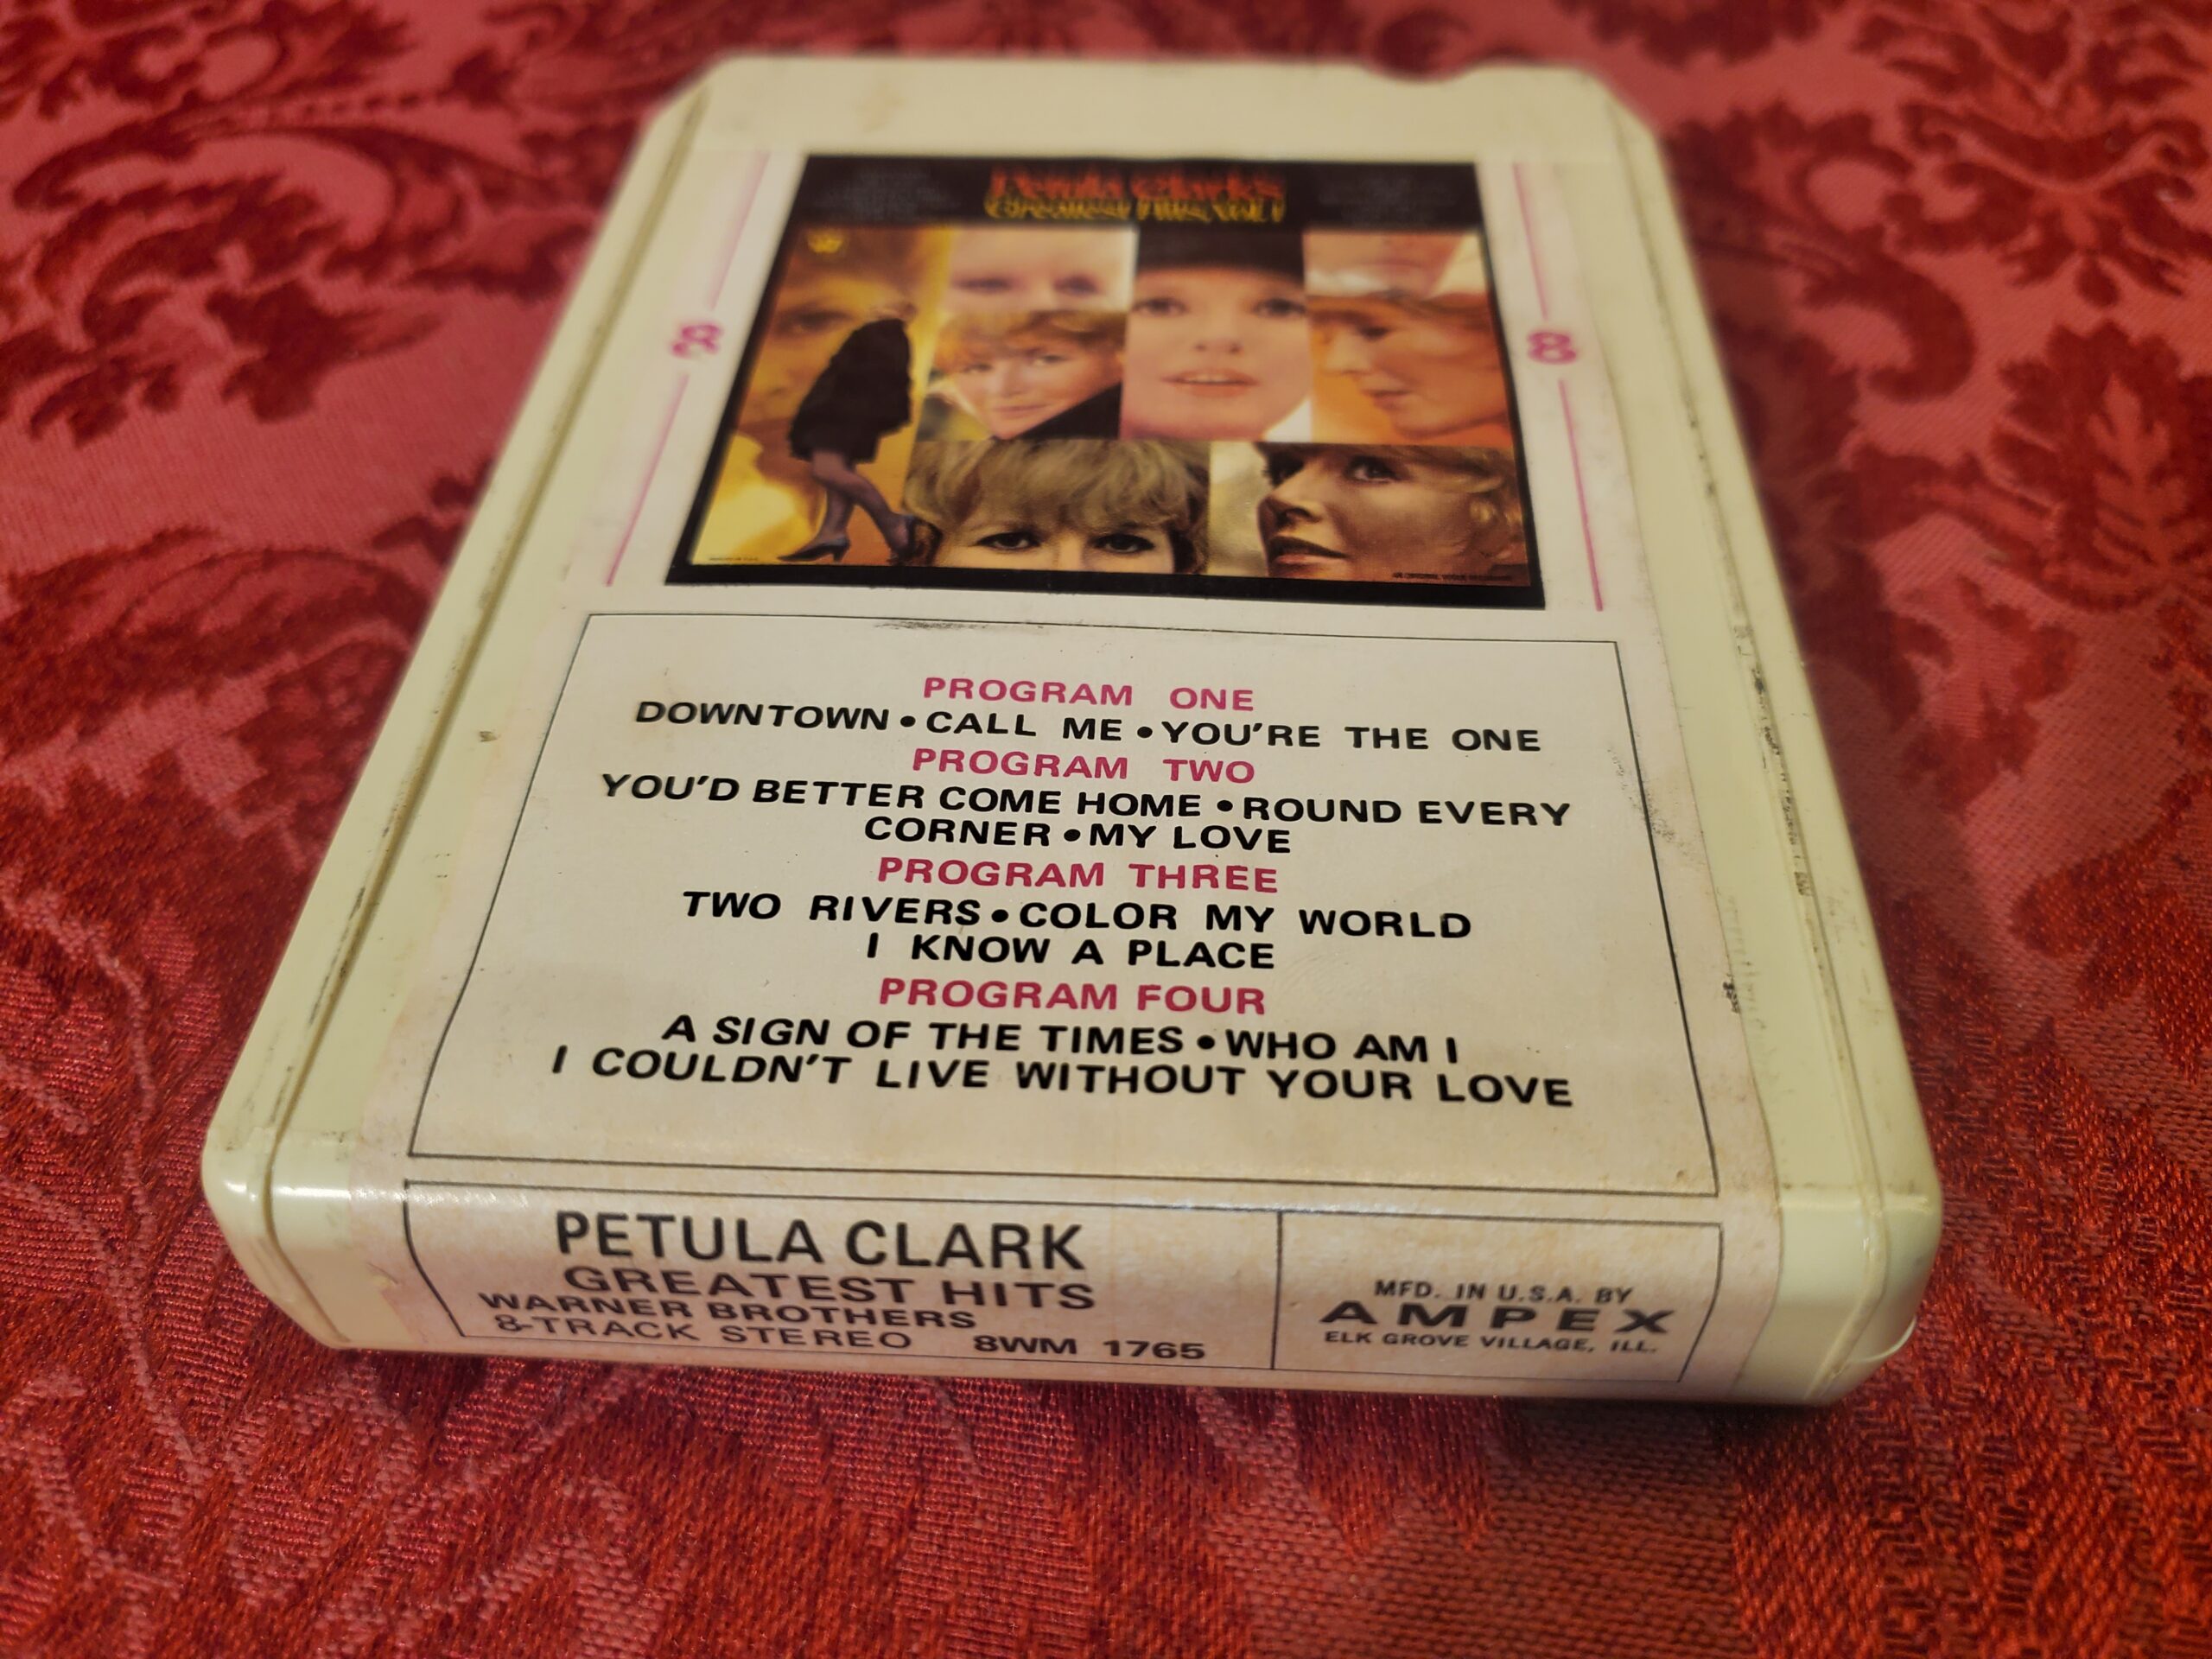 Petula Clark's
Greatest Hits, Vol. 1
8 8
PROGRAM ONE
DOWNTOWN • CALL ME • YOU'RE THE ONE
PROGRAM TWO
YOU'D BETTER COME HOME • ROUND EVERY
CORNER • MY LOVE
PROGRAM THREE
TWO RIVERS • COLOR MY WORLD
I KNOW A PLACE
PROGRAM FOUR
A SIGN OF THE TIMES • WHO AM I
I COULDN'T LIVE WITHOUT YOUR LOVE
PETULA CLARK
GREATEST HITS
WARNER BROTHERS
8-TRACK STEREO 8WM 1765
MFD. IN U.S.A. BY
AMPEX
ELK GROVE VILLAGE, ILL.